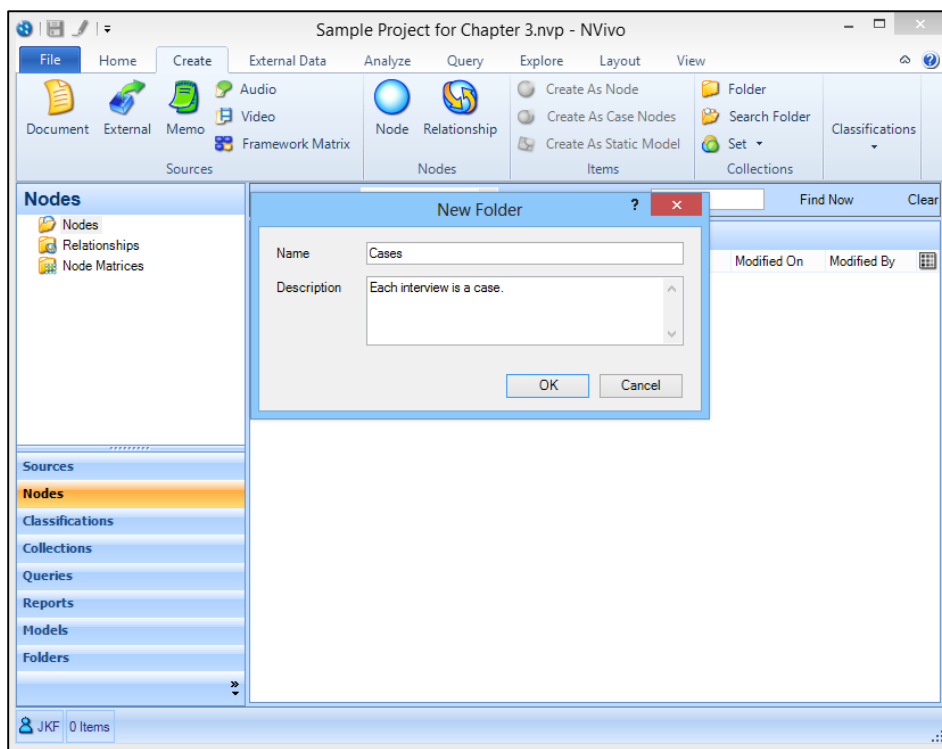 Sample Project for Chapter 3.nvp - NVivo
File Home Create External Data Analyze Query Explore Layout View
Document External Memo
Audio
Video
Framework Matrix
Sources
Node Relationship
Nodes
Create As Node
Create As Case Nodes
Create As Static Model
Items
Folder
Search Folder
Set
Collections
Classifications
Nodes
Nodes
Relationships
Node Matrices
Find Now Clear
Modified On Modified By
New Folder ?
Name Cases
Description Each interview is a case.
OK Cancel
Sources
Nodes
Classifications
Collections
Queries
Reports
Models
Folders
JKF 0 Items